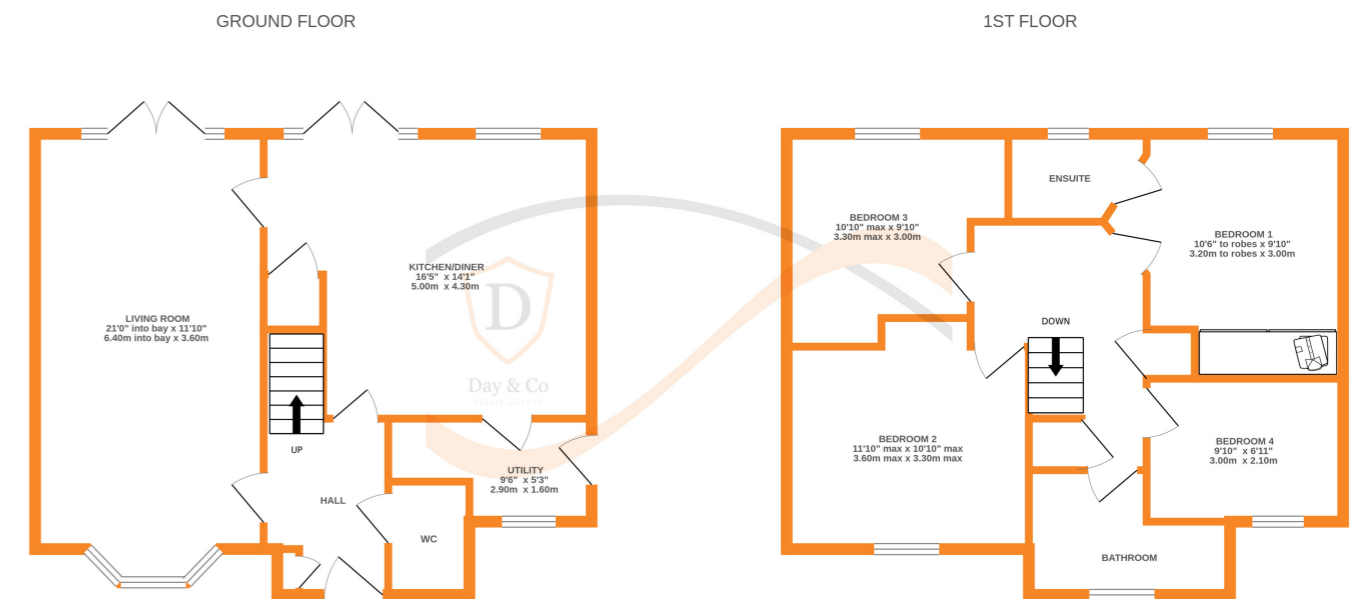 GROUND FLOOR
1ST FLOOR
LIVING ROOM
21'0" into bay x 11'10"
6.40m into bay x 3.60m
KITCHEN/DINER
16'5" x 14'1"
5.00m x 4.30m
D
Day & Co
ESTATE AGENTS
UP
HALL
UTILITY
9'6" x 5'3"
2.90m x 1.60m
WC
ENSUITE
BEDROOM 3
10'10" max x 9'10"
3.30m max x 3.00m
BEDROOM 1
10'6" to robes x 9'10"
3.20m to robes x 3.00m
DOWN
BEDROOM 2
11'10" max x 10'10" max
3.60m max x 3.30m max
BEDROOM 4
9'10" x 6'11"
3.00m x 2.10m
BATHROOM